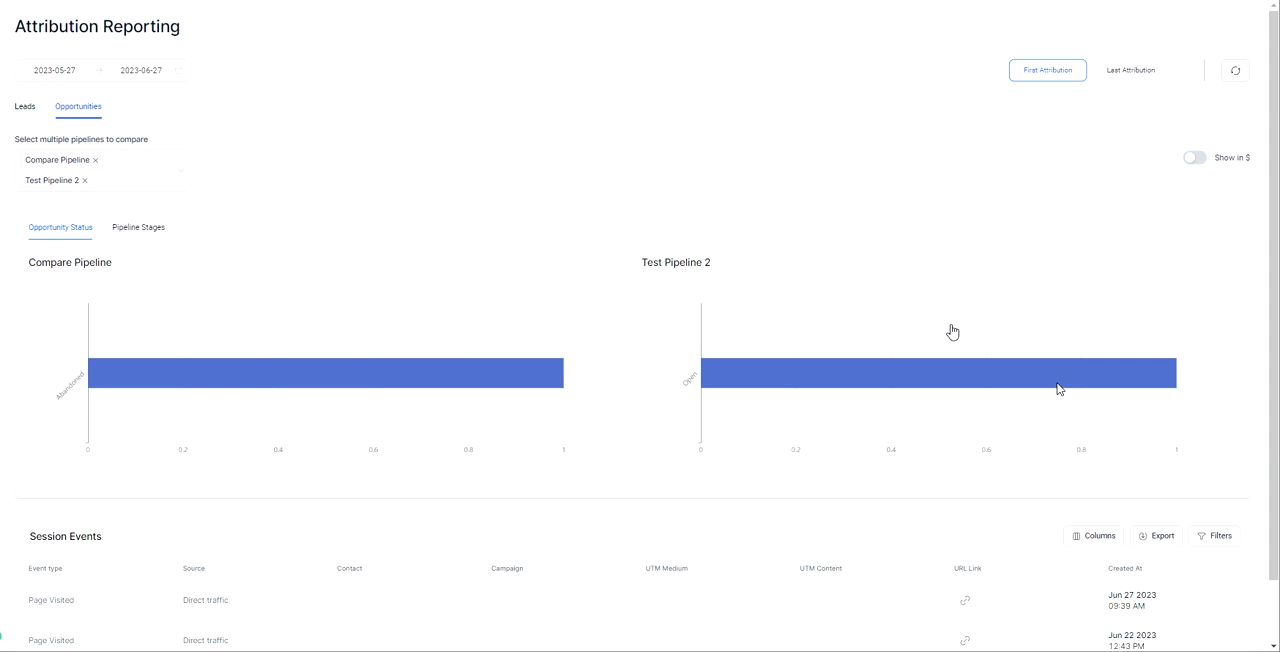 Attribution Reporting
2023-05-27 → 2023-06-27
First Attribution Last Attribution
Leads Opportunities
Select multiple pipelines to compare
Compare Pipeline ×
Test Pipeline 2 ×
Show in $
Opportunity Status Pipeline Stages
Compare Pipeline
Abandoned
0 0.2 0.4 0.6 0.8 1
Test Pipeline 2
Open
0 0.2 0.4 0.6 0.8 1
Session Events
Columns Export Filters
Event type Source Contact Campaign UTM Medium UTM Content URL Link Created At
Page Visited Direct traffic Jun 27 2023
09:39 AM
Page Visited Direct traffic Jun 22 2023
12:43 PM